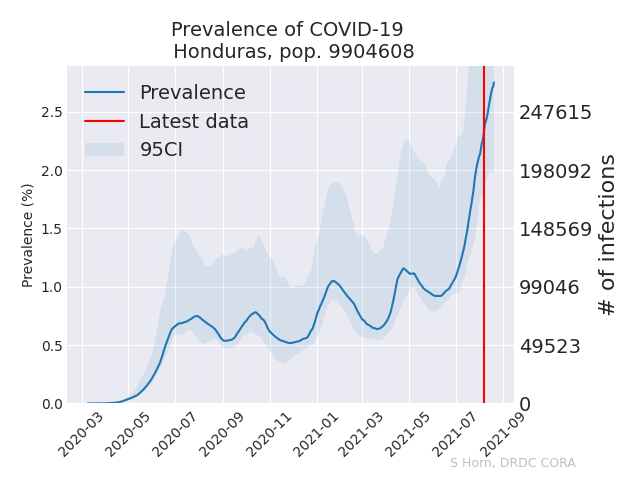 Prevalence of COVID-19
Honduras, pop. 9904608
Prevalence
Latest data
95CI
Prevalence (%)
2.5
2.0
1.5
1.0
0.5
0.0
247615
198092
148569
99046
49523
0
# of infections
2020-03
2020-05
2020-07
2020-09
2020-11
2021-01
2021-03
2021-05
2021-07
2021-09
S Horn, DRDC CORA